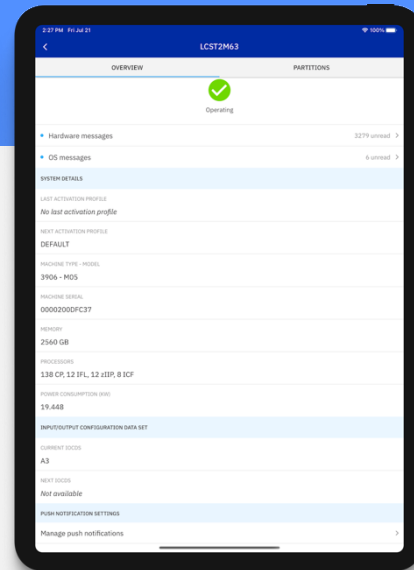 2:27 PM Fri Jul 21 100%
LCST2M63
OVERVIEW PARTITIONS
Operating
Hardware messages 3279 unread
OS messages 6 unread
SYSTEM DETAILS
LAST ACTIVATION PROFILE
No last activation profile
NEXT ACTIVATION PROFILE
DEFAULT
MACHINE TYPE - MODEL
3906 - M05
MACHINE SERIAL
0000200DFC37
MEMORY
2560 GB
PROCESSORS
138 CP, 12 IFL, 12 zIIP, 8 ICF
POWER CONSUMPTION (kW)
19.448
INPUT/OUTPUT CONFIGURATION DATA SET
CURRENT IOCDS
A3
NEXT IOCDS
Not available
PUSH NOTIFICATION SETTINGS
Manage push notifications